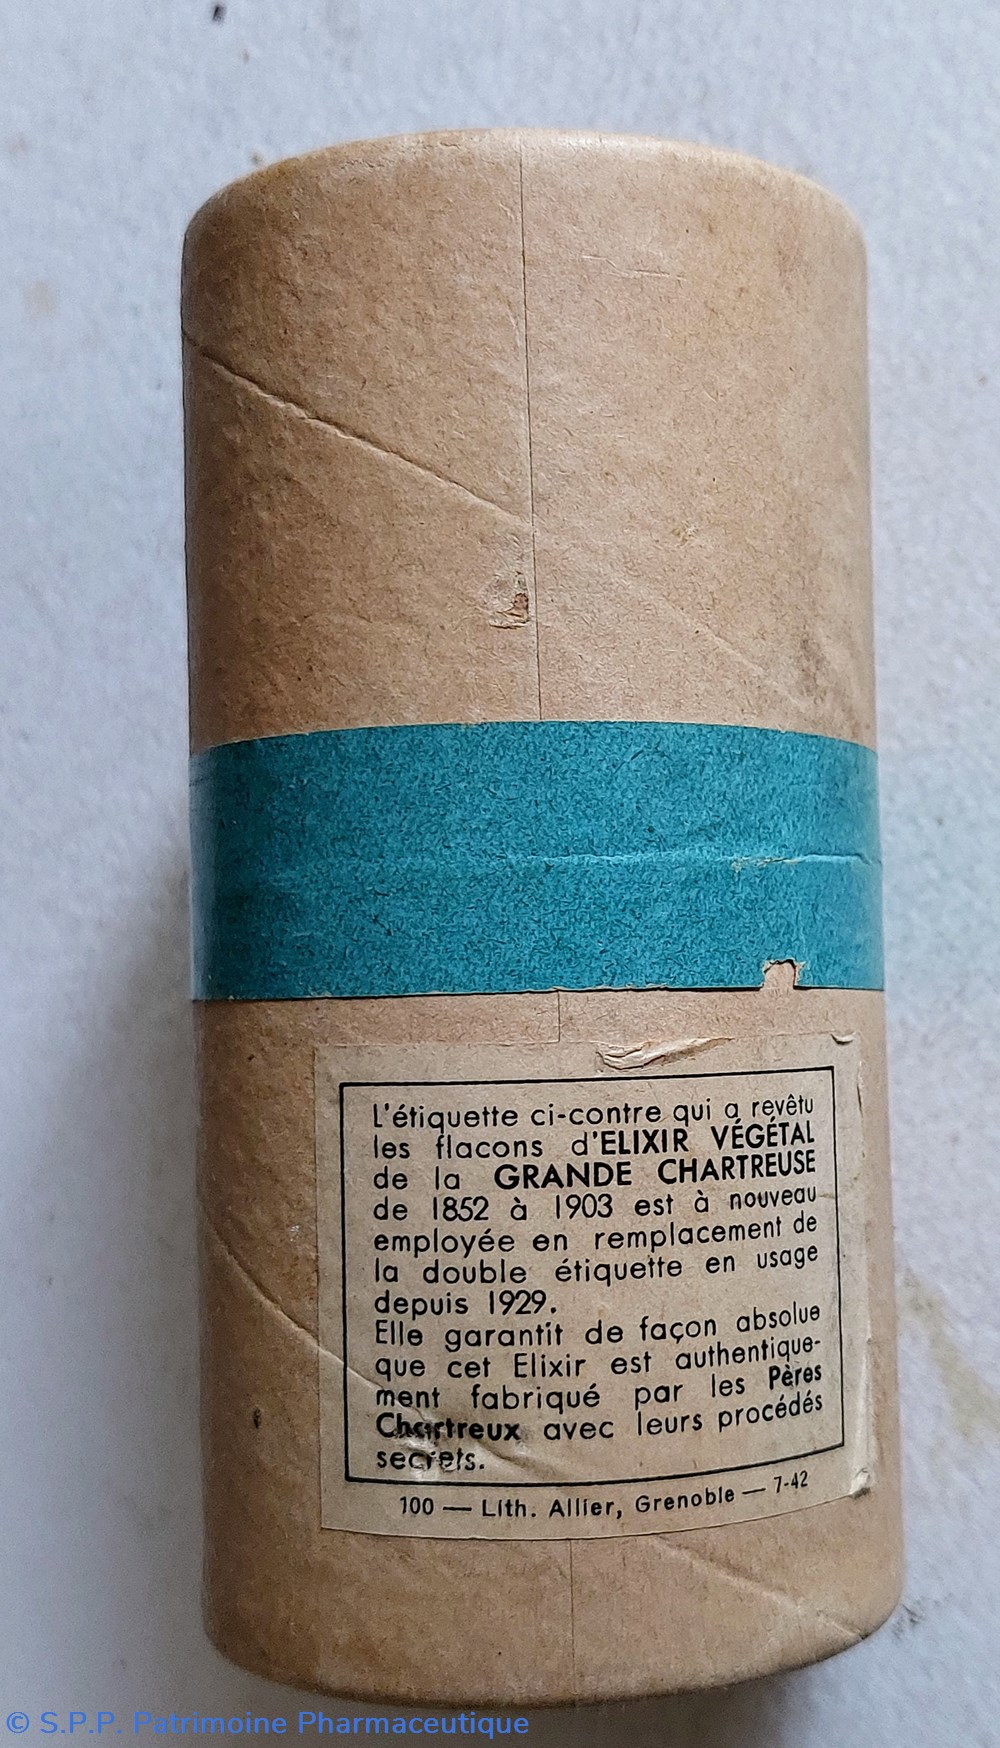 L'étiquette ci-contre qui a revêtu
les flacons d'ELIXIR VÉGÉTAL
de la GRANDE CHARTREUSE
de 1852 à 1903 est à nouveau
employée en remplacement de
la double étiquette en usage
depuis 1929.
Elle garantit de façon absolue
que cet Elixir est authentique-
ment fabriqué par les Pères
Chartreux avec leurs procédés
secrets.
100 — Lith. Allier, Grenoble — 7-42
© S.P.P. Patrimoine Pharmaceutique